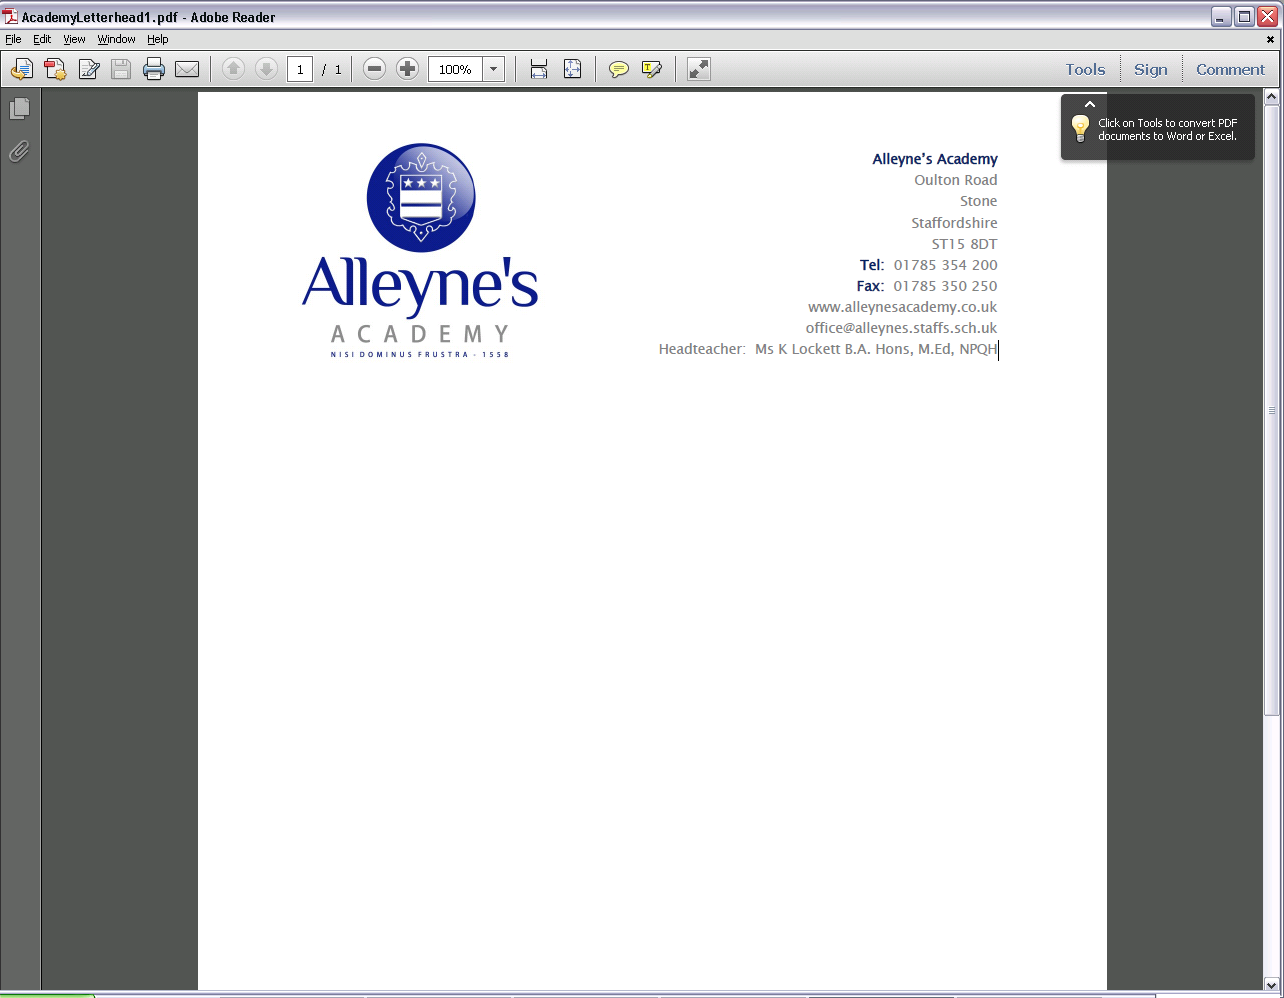 AcademyLetterhead1.pdf - Adobe Reader
File Edit View Window Help
1 / 1 100% Tools Sign Comment
Click on Tools to convert PDF
documents to Word or Excel.
Alleyne's
ACADEMY
NISI DOMINUS FRUSTRA - 1558
Alleyne’s Academy
Oulton Road
Stone
Staffordshire
ST15 8DT
Tel: 01785 354 200
Fax: 01785 350 250
www.alleynesacademy.co.uk
office@alleynes.staffs.sch.uk
Headteacher: Ms K Lockett B.A. Hons, M.Ed, NPQH